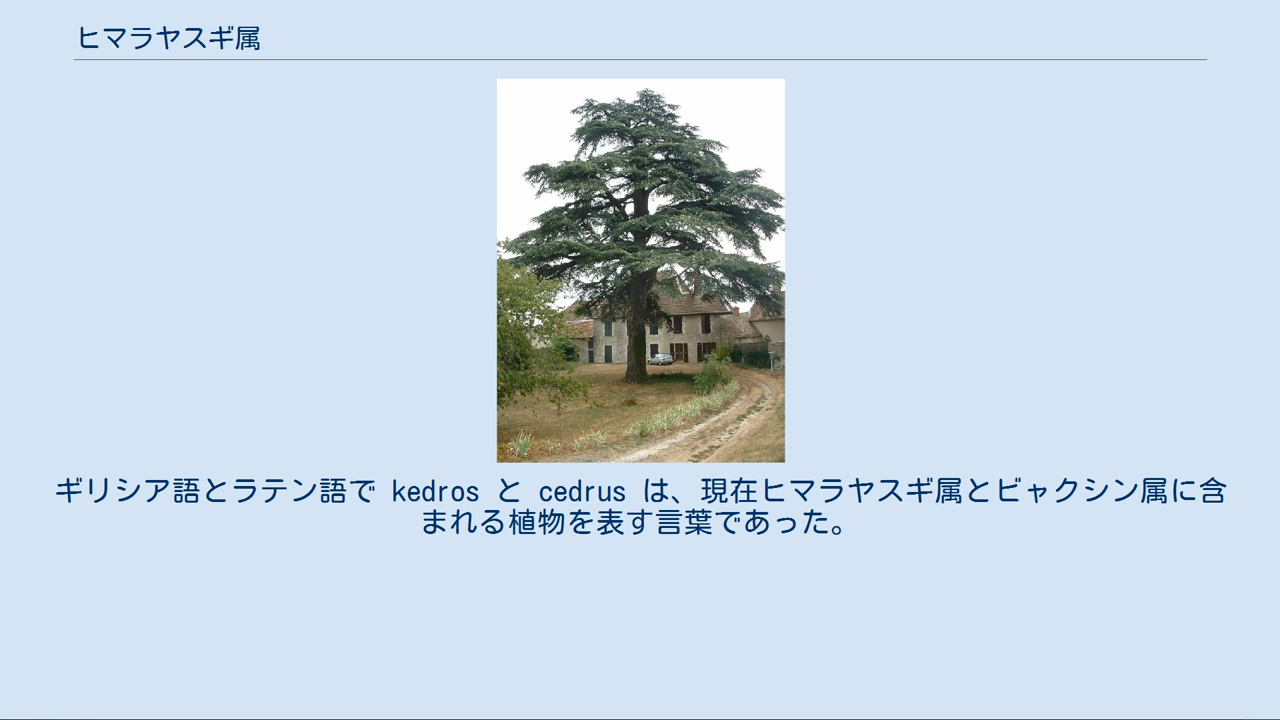 ヒマラヤスギ属
ギリシア語とラテン語で kedros と cedrus は、現在ヒマラヤスギ属とビャクシン属に含
まれる植物を表す言葉であった。